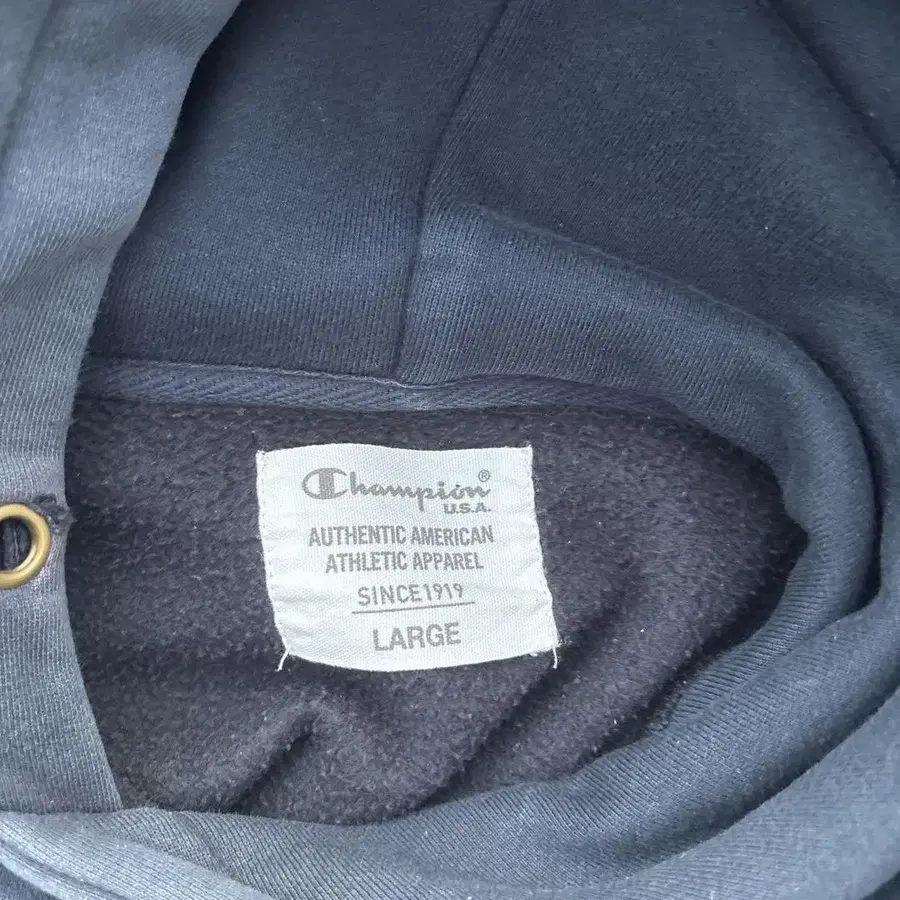 Champion®
U.S.A.
AUTHENTIC AMERICAN
ATHLETIC APPAREL
SINCE1919
LARGE